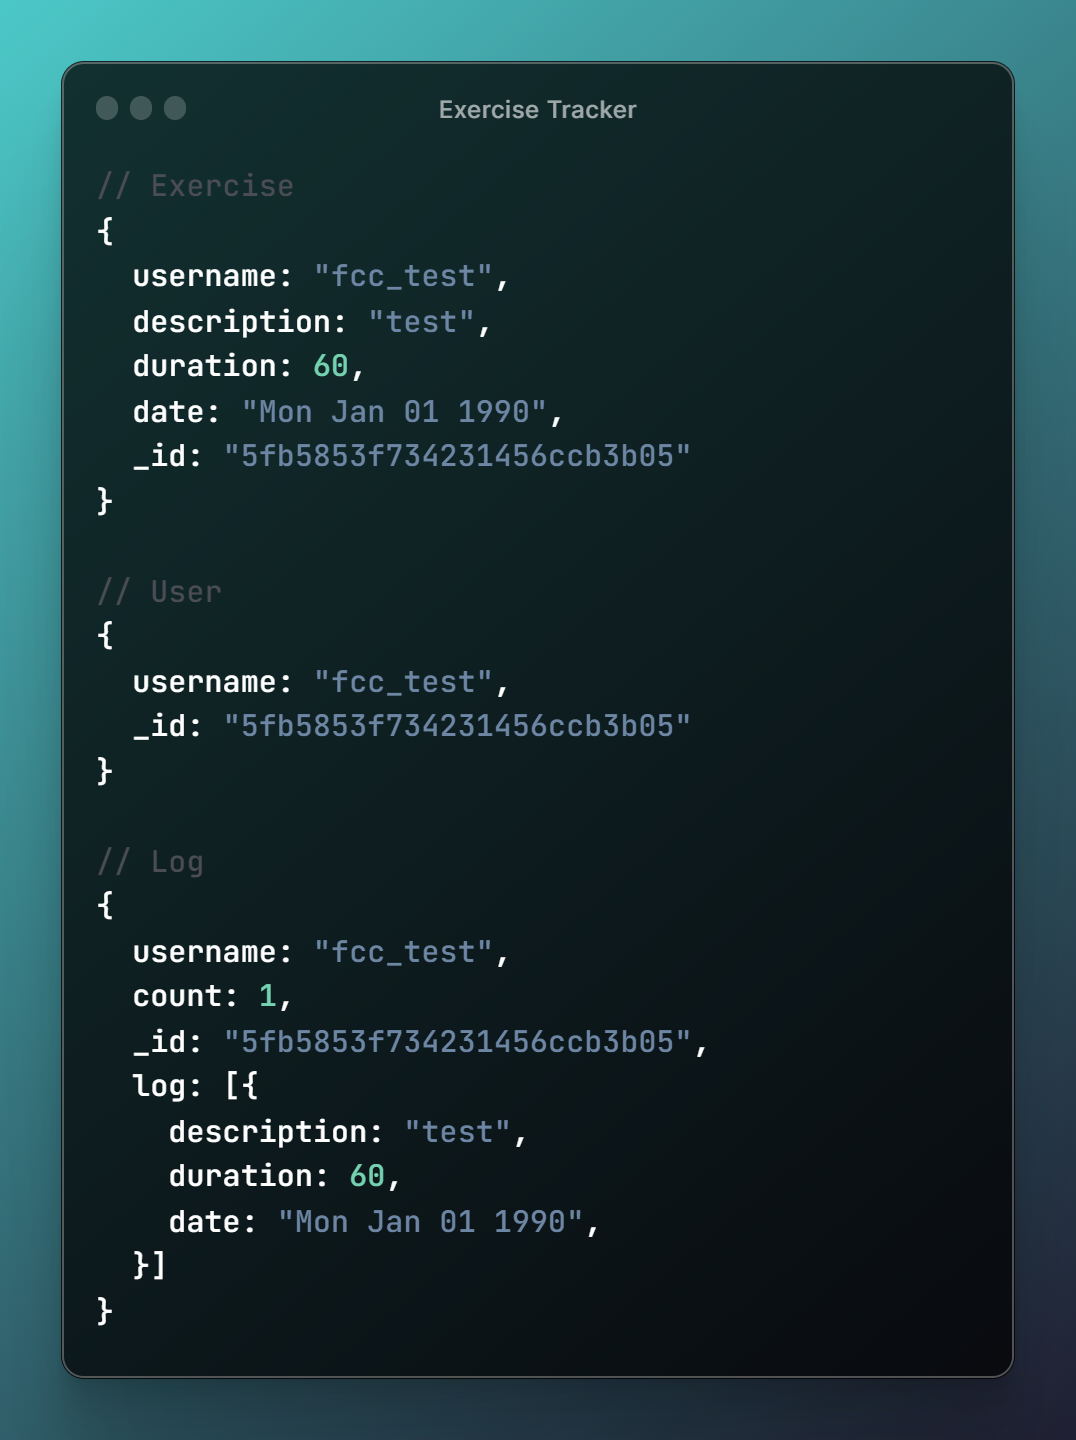 Exercise Tracker
// Exercise
{
  username: "fcc_test",
  description: "test",
  duration: 60,
  date: "Mon Jan 01 1990",
  _id: "5fb5853f734231456ccb3b05"
}
// User
{
  username: "fcc_test",
  _id: "5fb5853f734231456ccb3b05"
}
// Log
{
  username: "fcc_test",
  count: 1,
  _id: "5fb5853f734231456ccb3b05",
  log: [{
    description: "test",
    duration: 60,
    date: "Mon Jan 01 1990",
  }]
}